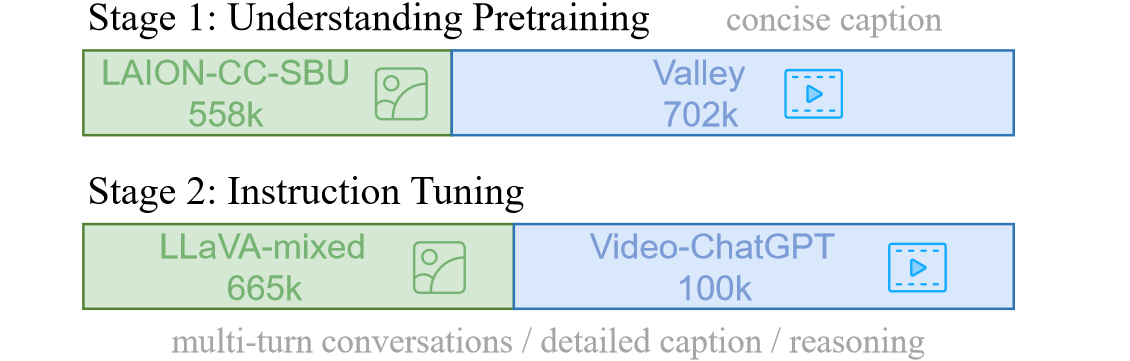 Stage 1: Understanding Pretraining concise caption
LAION-CC-SBU
558k
Valley
702k
Stage 2: Instruction Tuning
LLaVA-mixed
665k
Video-ChatGPT
100k
multi-turn conversations / detailed caption / reasoning